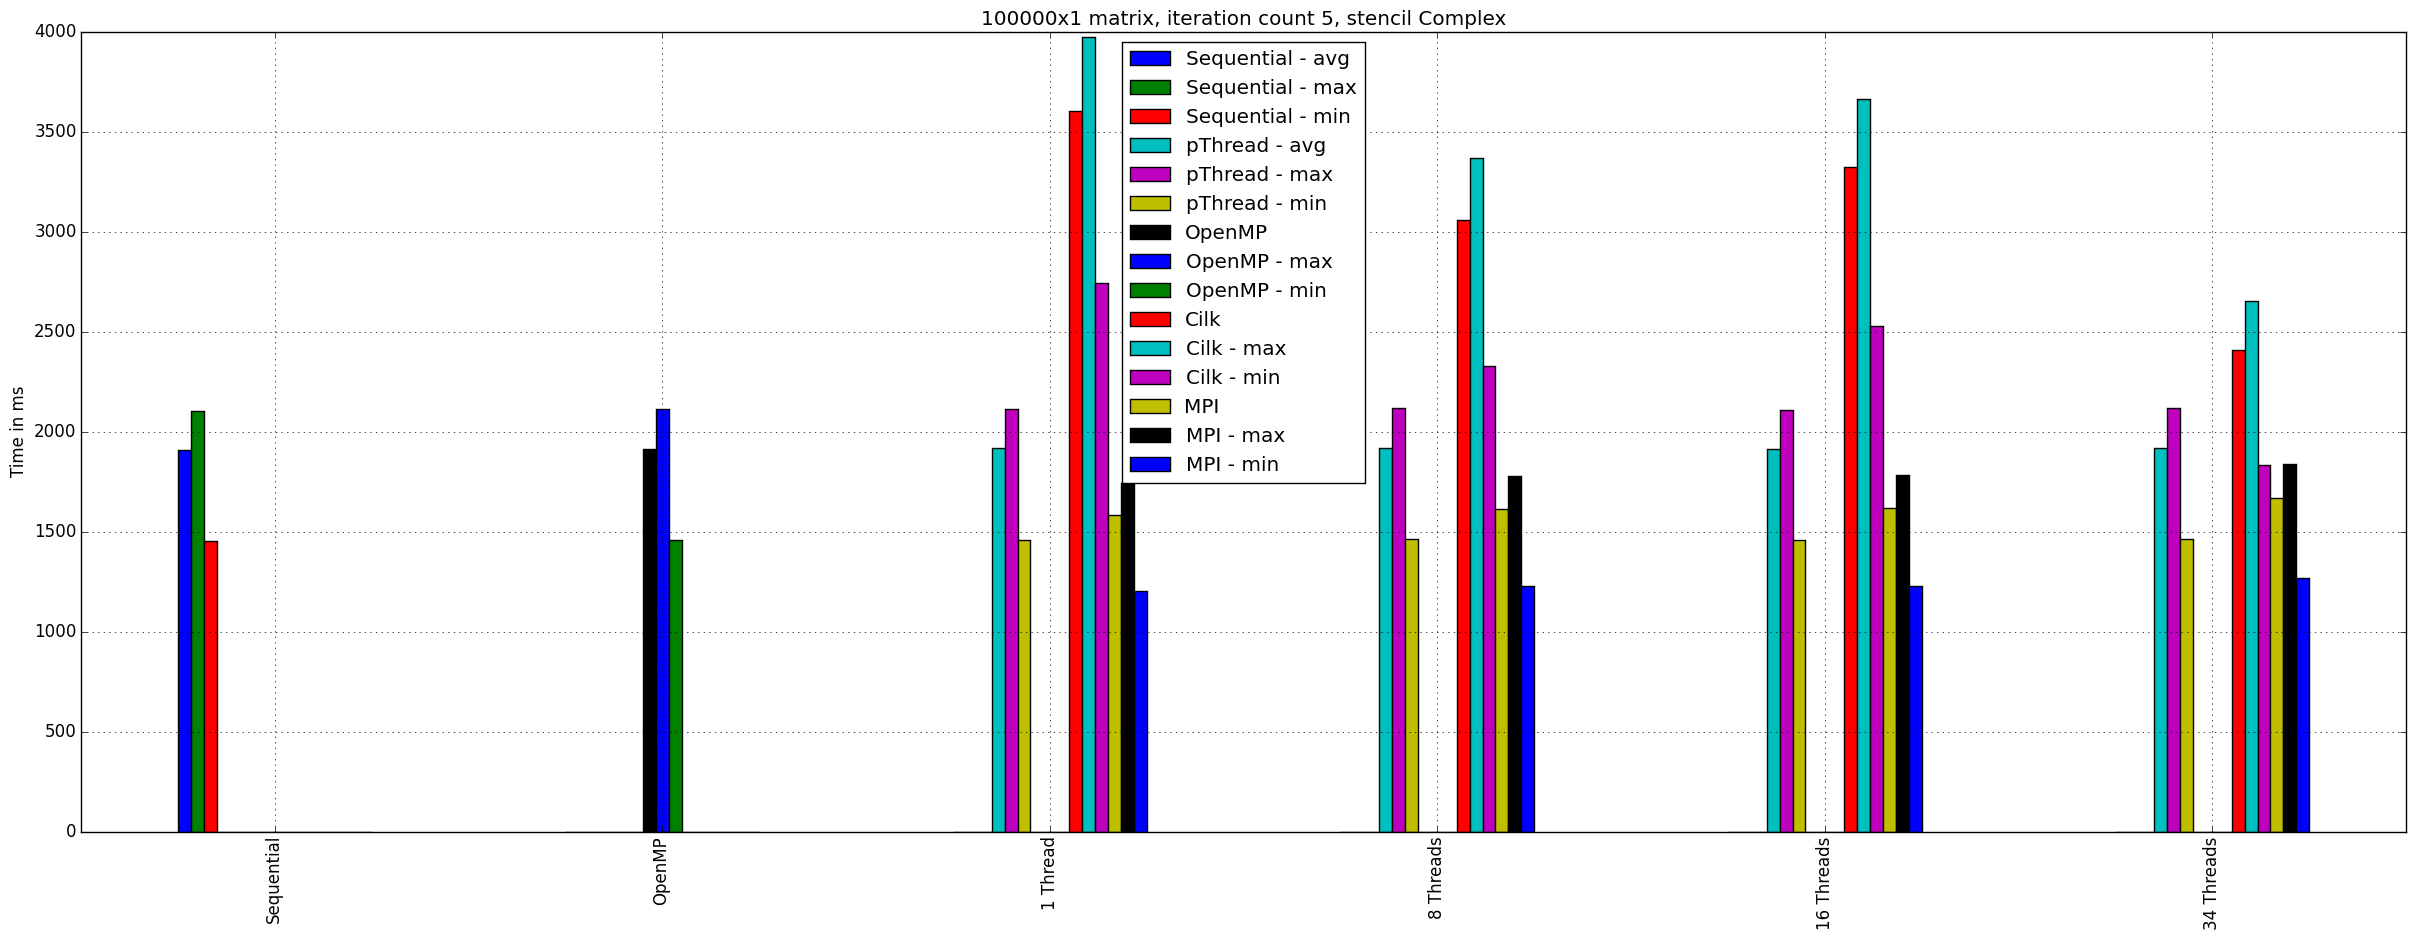 100000x1 matrix, iteration count 5, stencil Complex
4000
3500
3000
2500
2000
1500
1000
500
0
Time in ms
Sequential - avg
Sequential - max
Sequential - min
pThread - avg
pThread - max
pThread - min
OpenMP
OpenMP - max
OpenMP - min
Cilk
Cilk - max
Cilk - min
MPI
MPI - max
MPI - min
Sequential
OpenMP
1 Thread
8 Threads
16 Threads
34 Threads